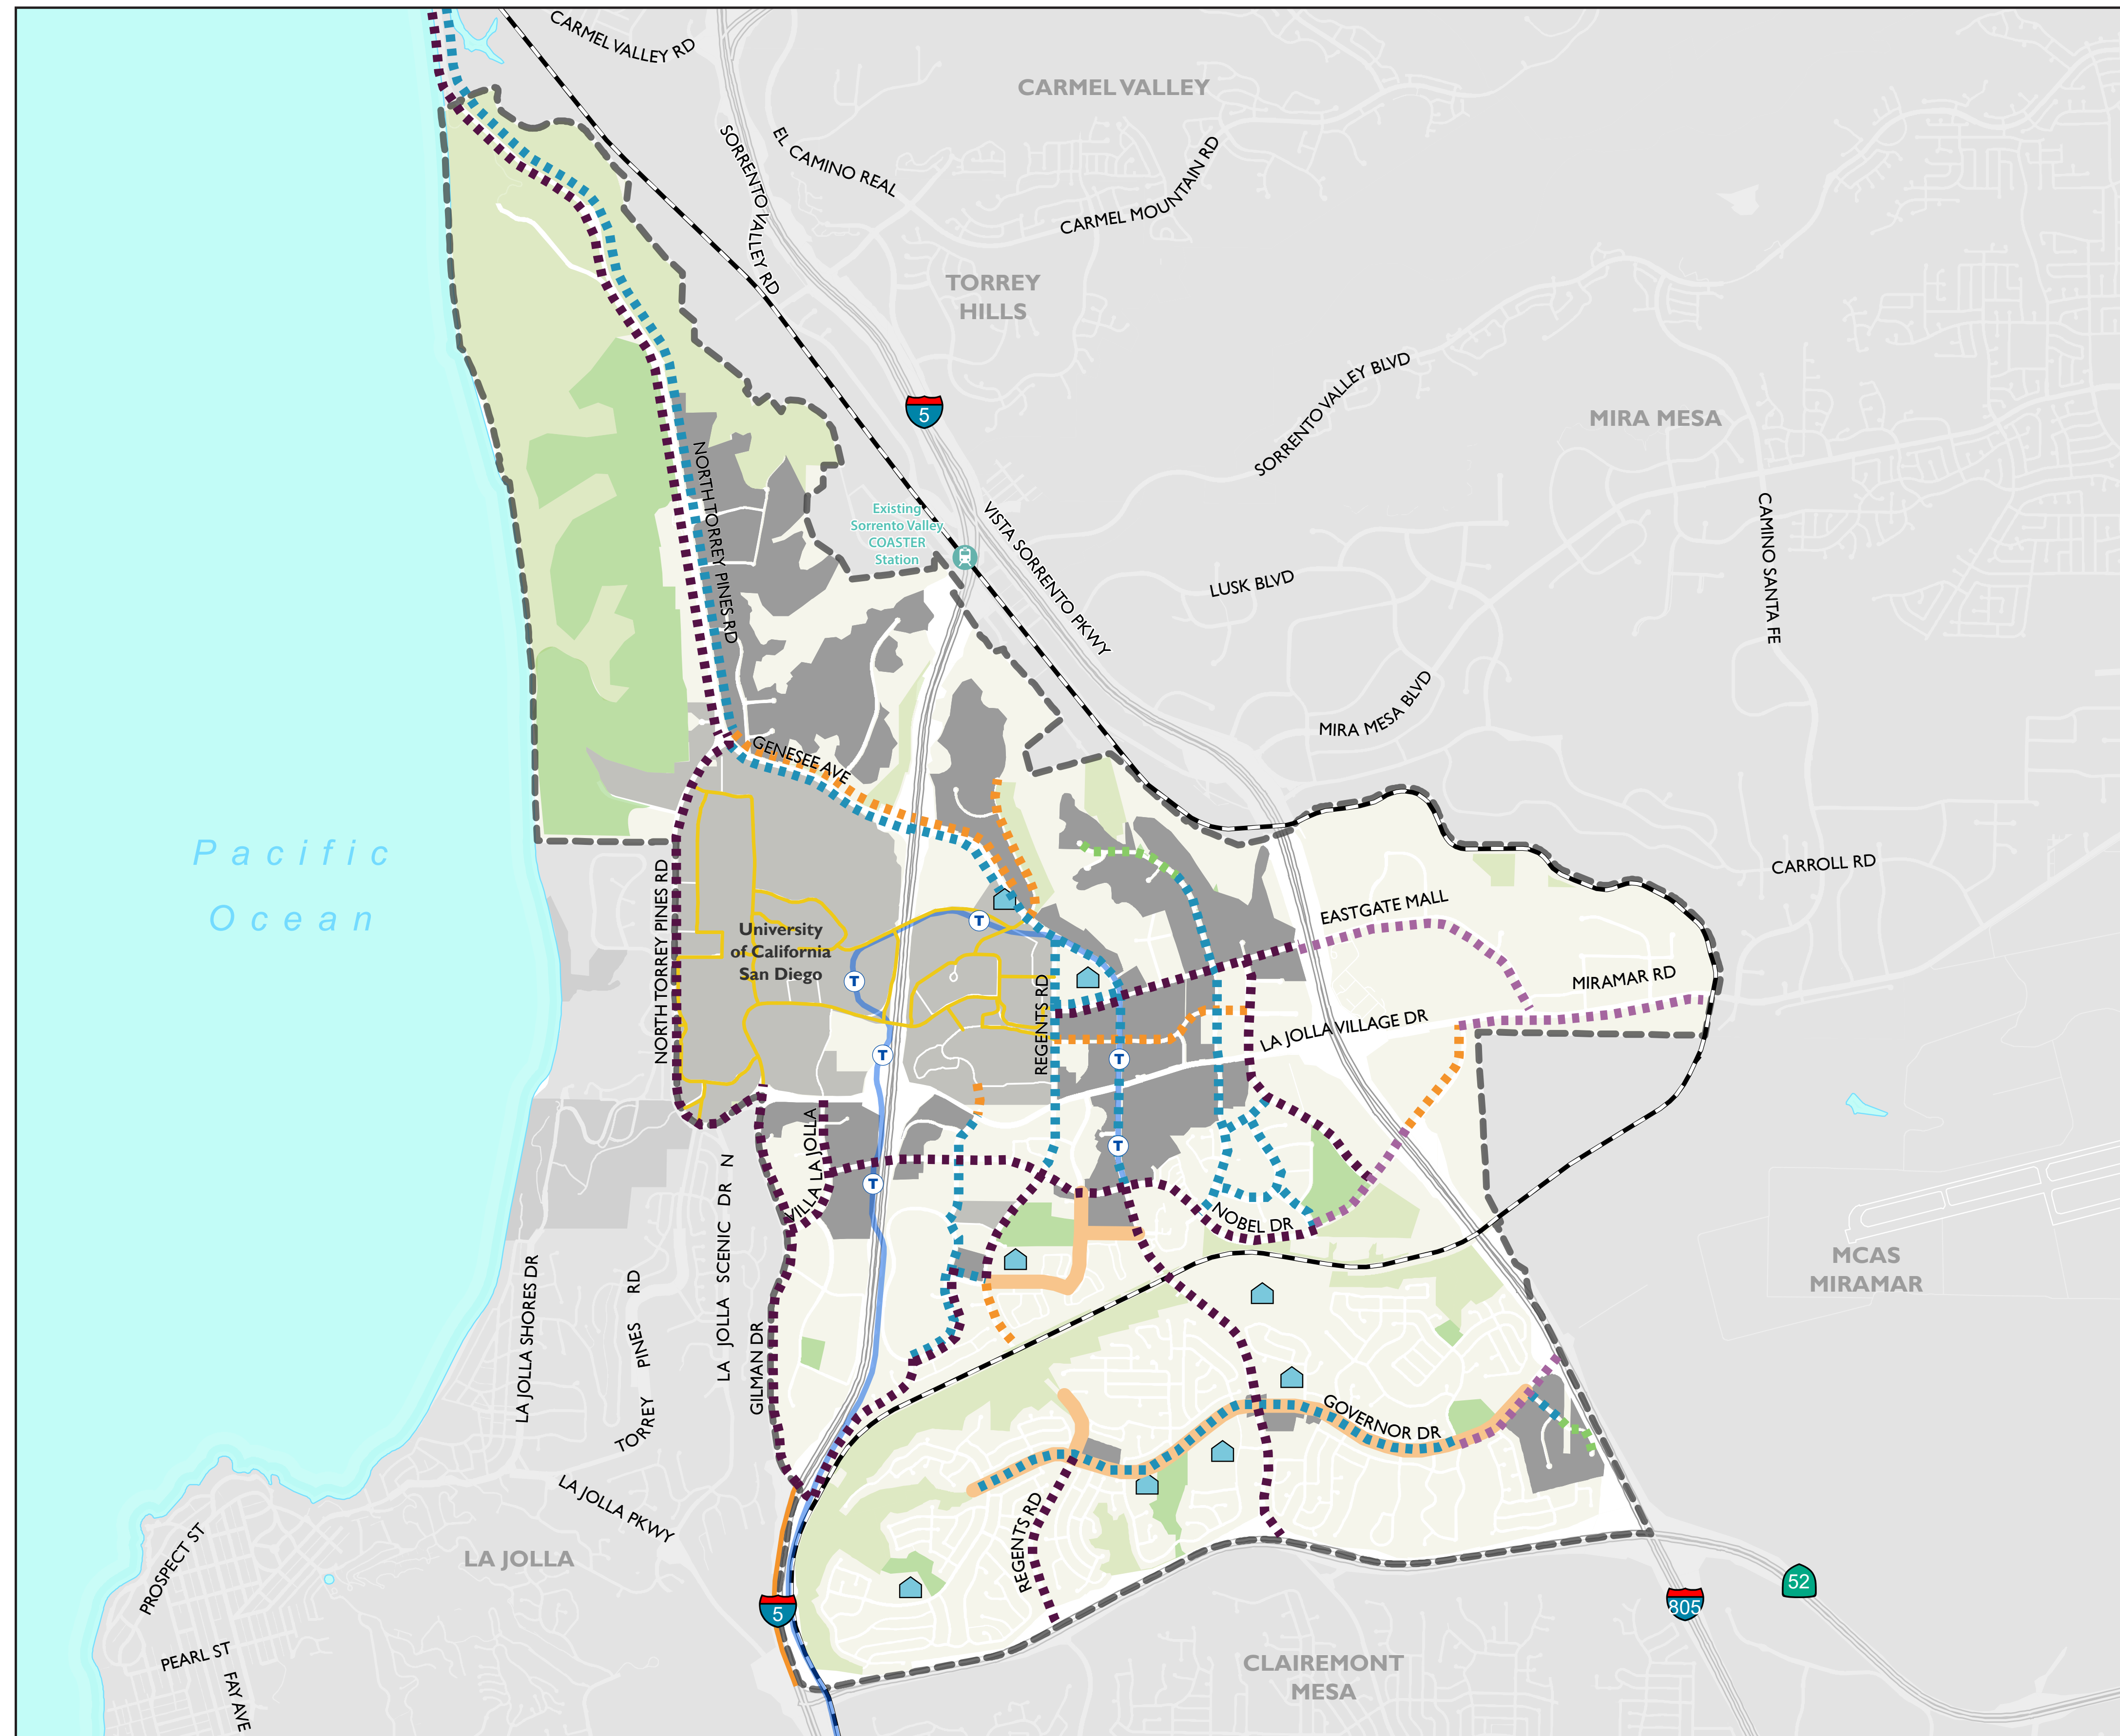 CARMEL VALLEY RD
CARMEL VALLEY
SORRENTO VALLEY RD
EL CAMINO REAL
CARMEL MOUNTAIN RD
TORREY
HILLS
5
SORRENTO VALLEY BLVD
MIRA MESA
NORTH TORREY PINES RD
Existing
Sorrento Valley
COASTER
Station
VISTA SORRENTO PKWY
CAMINO SANTA FE
LUSK BLVD
MIRA MESA BLVD
GENESEE AVE
Pacific
Ocean
CARROLL RD
NORTH TORREY PINES RD
University
of California
San Diego
T
T
T
T
T
T
EASTGATE MALL
MIRAMAR RD
REGENTS RD
LA JOLLA VILLAGE DR
VILLA LA JOLLA
NOBEL DR
LA JOLLA SCENIC DR N
MCAS
MIRAMAR
LA JOLLA SHORES DR
TORREY PINES RD
GILMAN DR
GOVERNOR DR
LA JOLLA PKWY
REGENTS RD
PROSPECT ST
LA JOLLA
5
805
52
PEARL ST
FAY AVE
CLAIREMONT
MESA